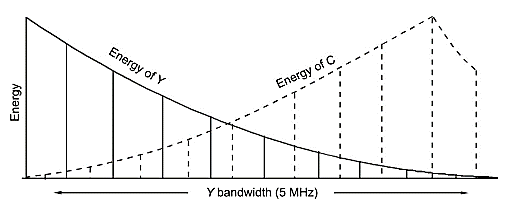 Energy of Y
Energy of C
Energy
Y bandwidth (5 MHz)